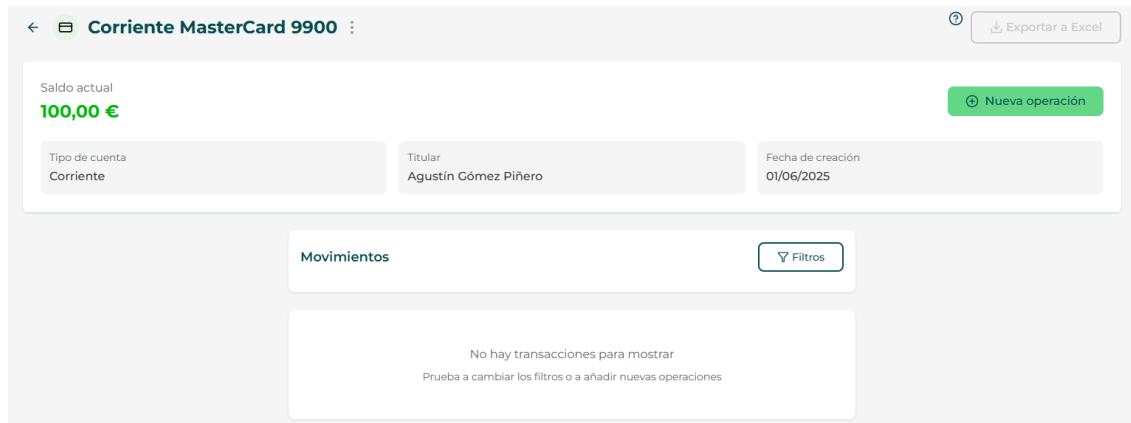 Corriente MasterCard 9900
Exportar a Excel
Saldo actual
100,00 €
Nueva operación
Tipo de cuenta
Corriente
Titular
Agustín Gómez Piñero
Fecha de creación
01/06/2025
Movimientos
Filtros
No hay transacciones para mostrar
Prueba a cambiar los filtros o a añadir nuevas operaciones